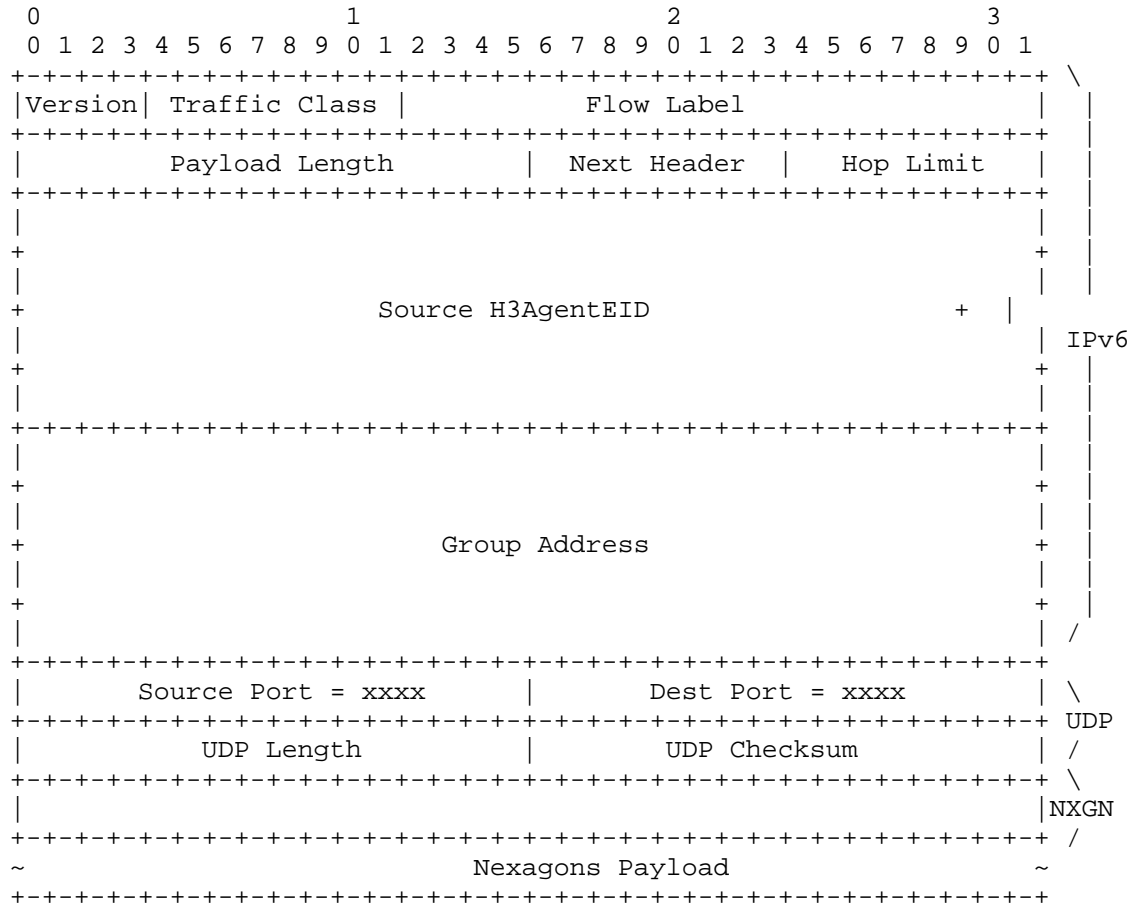 0                   1                   2                   3
 0 1 2 3 4 5 6 7 8 9 0 1 2 3 4 5 6 7 8 9 0 1 2 3 4 5 6 7 8 9 0 1
+-+-+-+-+-+-+-+-+-+-+-+-+-+-+-+-+-+-+-+-+-+-+-+-+-+-+-+-+-+-+-+-+ \
|Version| Traffic Class |           Flow Label                  |  |
+-+-+-+-+-+-+-+-+-+-+-+-+-+-+-+-+-+-+-+-+-+-+-+-+-+-+-+-+-+-+-+-+  |
|         Payload Length        |  Next Header  |   Hop Limit   |  |
+-+-+-+-+-+-+-+-+-+-+-+-+-+-+-+-+-+-+-+-+-+-+-+-+-+-+-+-+-+-+-+-+  |
|                                                               |  |
+                                                               +  |
|                                                               |  |
+                      Source H3AgentEID                   +  |
|                                                               | IPv6
+                                                               +  |
|                                                               |  |
+-+-+-+-+-+-+-+-+-+-+-+-+-+-+-+-+-+-+-+-+-+-+-+-+-+-+-+-+-+-+-+-+  |
|                                                               |  |
+                                                               +  |
|                                                               |  |
+                          Group Address                        +  |
|                                                               |  |
+                                                               +  |
|                                                               | /
+-+-+-+-+-+-+-+-+-+-+-+-+-+-+-+-+-+-+-+-+-+-+-+-+-+-+-+-+-+-+-+-+
|       Source Port = xxxx      |       Dest Port = xxxx        | \
+-+-+-+-+-+-+-+-+-+-+-+-+-+-+-+-+-+-+-+-+-+-+-+-+-+-+-+-+-+-+-+-+ UDP
|           UDP Length          |        UDP Checksum           | /
+-+-+-+-+-+-+-+-+-+-+-+-+-+-+-+-+-+-+-+-+-+-+-+-+-+-+-+-+-+-+-+-+ \
|                                                               |NXGN
+-+-+-+-+-+-+-+-+-+-+-+-+-+-+-+-+-+-+-+-+-+-+-+-+-+-+-+-+-+-+-+-+ /
~                            Nexagons Payload                   ~
+-+-+-+-+-+-+-+-+-+-+-+-+-+-+-+-+-+-+-+-+-+-+-+-+-+-+-+-+-+-+-+-+